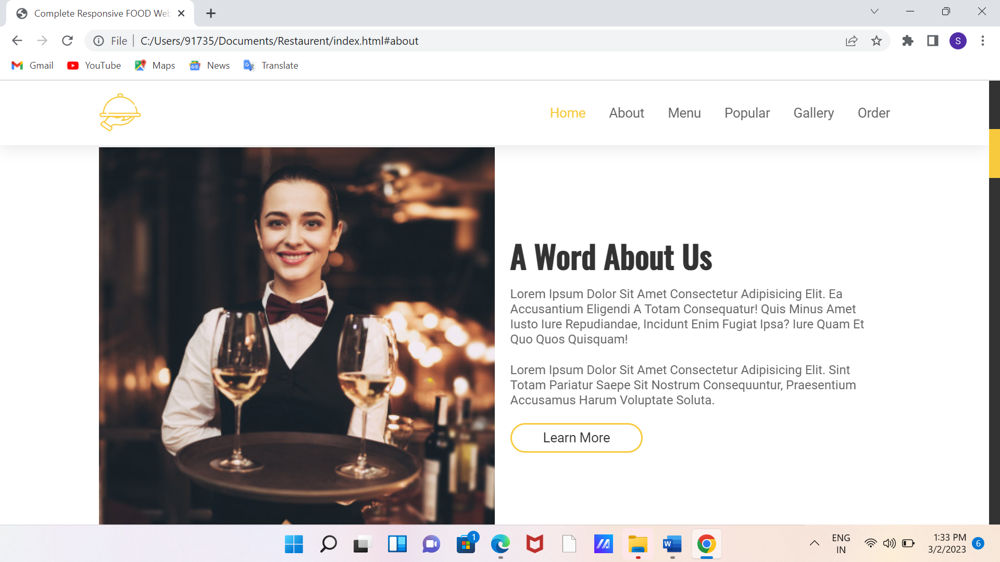 Complete Responsive FOOD Web
File
C:/Users/91735/Documents/Restaurent/index.html#about
S
Gmail
YouTube
Maps
News
Translate
Home
About
Menu
Popular
Gallery
Order
A Word About Us
Lorem Ipsum Dolor Sit Amet Consectetur Adipisicing Elit. Ea
Accusantium Eligendi A Totam Consequatur! Quis Minus Amet
Iusto Iure Repudiandae, Incidunt Enim Fugiat Ipsa? Iure Quam Et
Quo Quos Quisquam!
Lorem Ipsum Dolor Sit Amet Consectetur Adipisicing Elit. Sint
Totam Pariatur Saepe Sit Nostrum Consequuntur, Praesentium
Accusamus Harum Voluptate Soluta.
Learn More
1
W
ENG
IN
1:33 PM
3/2/2023
6